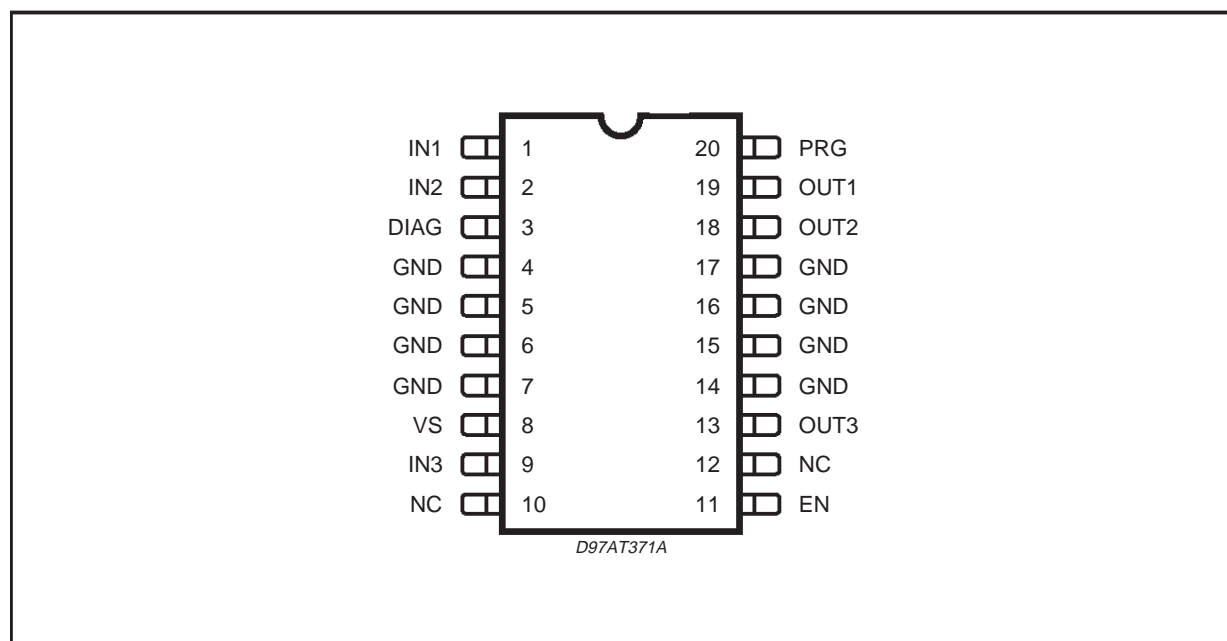 IN1 1 20 PRG
IN2 2 19 OUT1
DIAG 3 18 OUT2
GND 4 17 GND
GND 5 16 GND
GND 6 15 GND
GND 7 14 GND
VS 8 13 OUT3
IN3 9 12 NC
NC 10 11 EN
D97AT371A